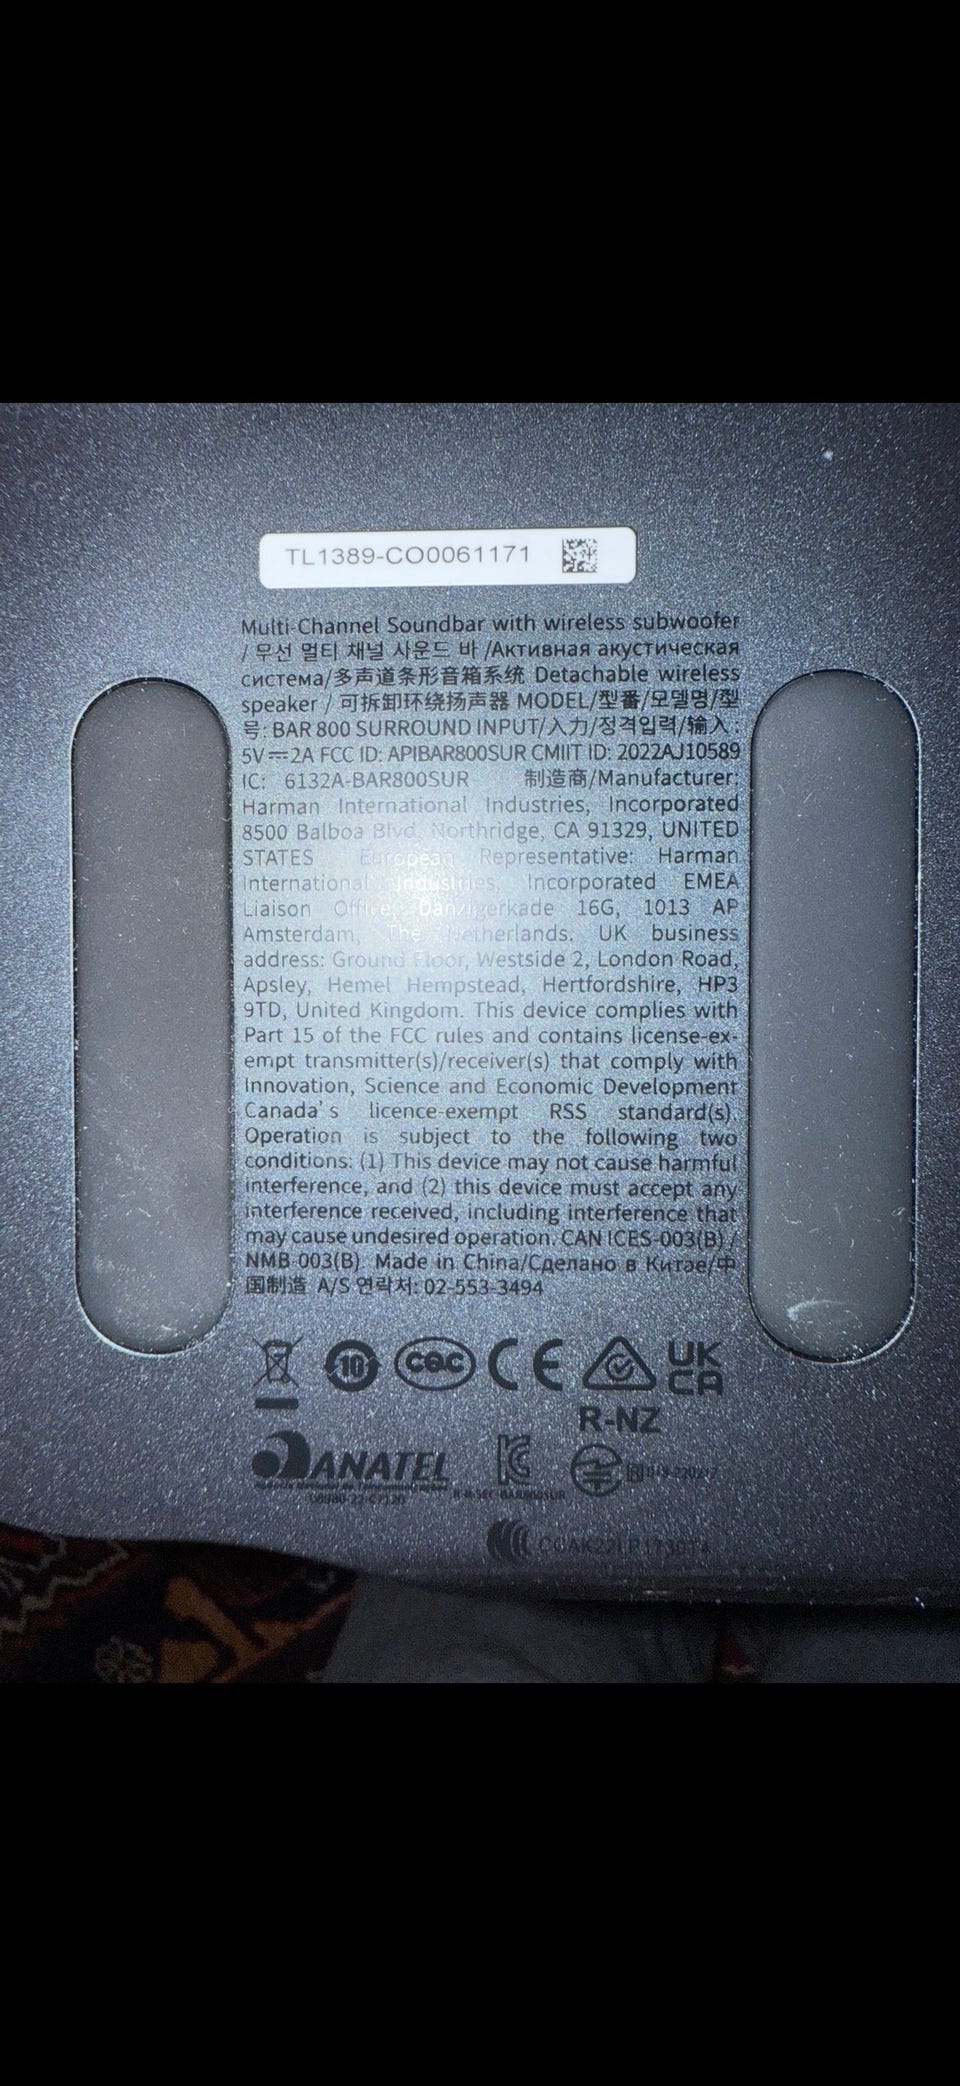 TL1389-CO0061171
Multi-Channel Soundbar with wireless subwoofer
/ 무선 멀티 채널 사운드 바 /Активная акустическая
система/多声道条形音箱系统 Detachable wireless
speaker / 可拆卸环绕扬声器 MODEL/型番/모델명/型
号: BAR 800 SURROUND INPUT/入力/정격입력/输入 :
5V⎓2A FCC ID: APIBAR800SUR CMIIT ID: 2022AJ10589
IC: 6132A-BAR800SUR 制造商/Manufacturer:
Harman International Industries, Incorporated
8500 Balboa Blvd, Northridge, CA 91329, UNITED
STATES European Representative: Harman
International Industries, Incorporated EMEA
Liaison Office, Danzigerkade 16G, 1013 AP
Amsterdam, The Netherlands. UK business
address: Ground Floor, Westside 2, London Road,
Apsley, Hemel Hempstead, Hertfordshire, HP3
9TD, United Kingdom. This device complies with
Part 15 of the FCC rules and contains license-ex-
empt transmitter(s)/receiver(s) that comply with
Innovation, Science and Economic Development
Canada's licence-exempt RSS standard(s).
Operation is subject to the following two
conditions: (1) This device may not cause harmful
interference, and (2) this device must accept any
interference received, including interference that
may cause undesired operation. CAN ICES-003(B) /
NMB-003(B) Made in China/Сделано в Китае/中
国制造 A/S 연락처: 02-553-3494
10 CQC CE UK
CA
R-NZ
ANATEL
R-R-SEC-BAR800SUR